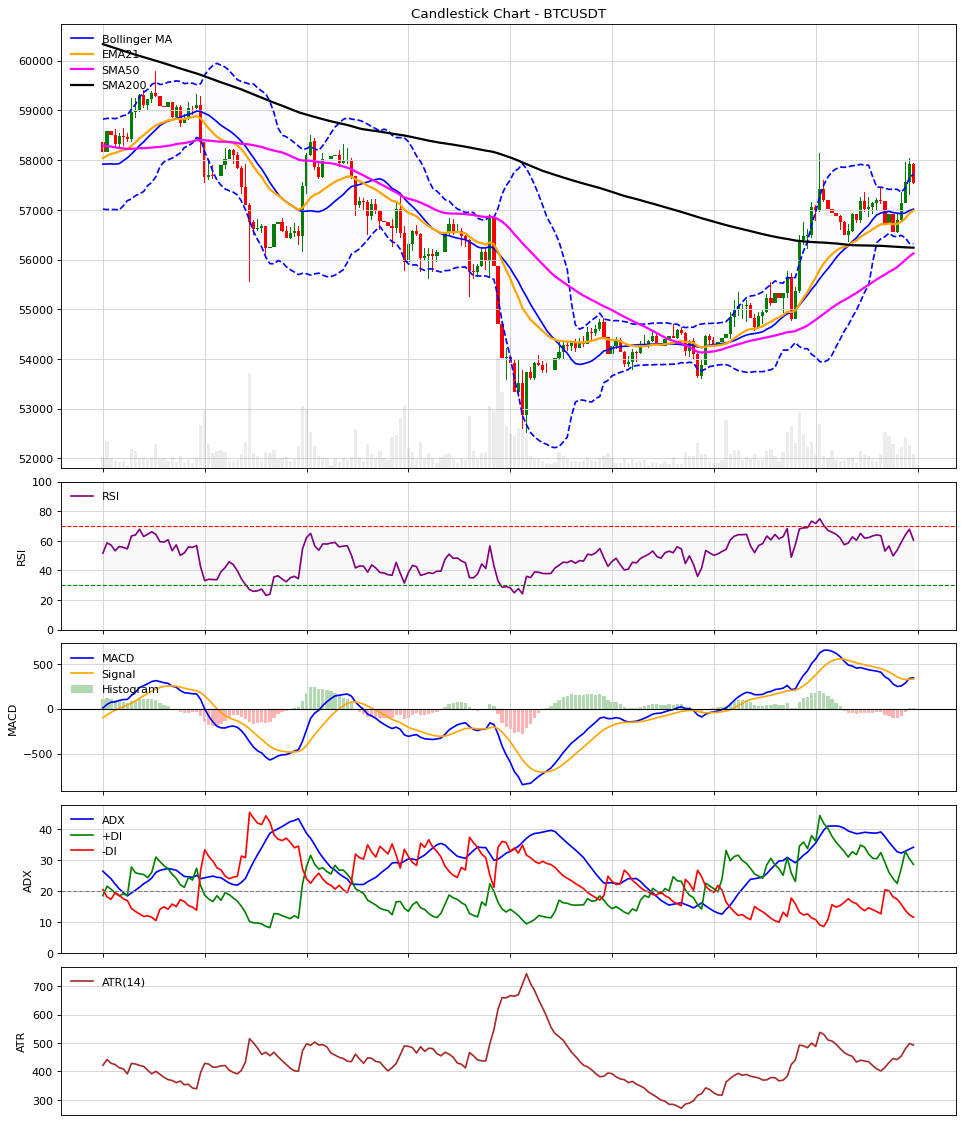 Candlestick Chart - BTCUSDT
Bollinger MA
EMA21
SMA50
SMA200
60000
59000
58000
57000
56000
55000
54000
53000
52000
RSI
100
80
60
40
20
0
RSI
MACD
Signal
Histogram
500
0
−500
MACD
ADX
+DI
-DI
40
30
20
10
0
ADX
ATR(14)
700
600
500
400
300
ATR